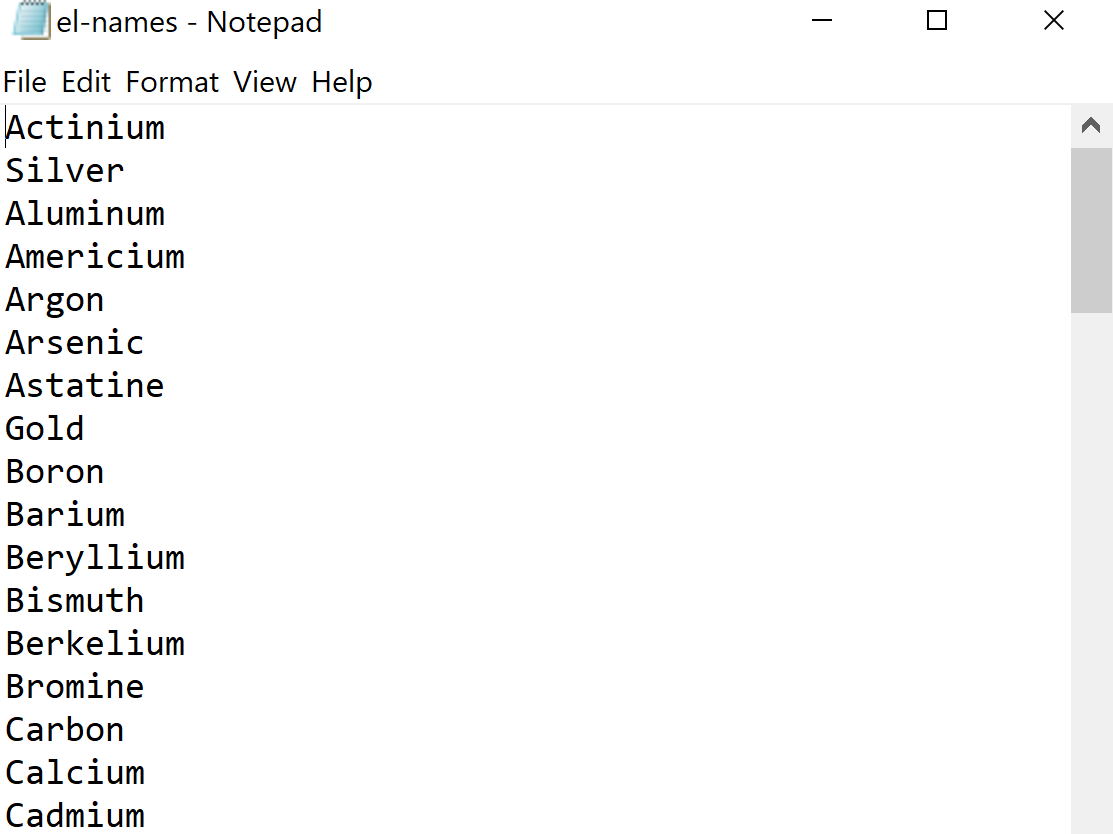 el-names - Notepad
File Edit Format View Help
Actinium
Silver
Aluminum
Americium
Argon
Arsenic
Astatine
Gold
Boron
Barium
Beryllium
Bismuth
Berkelium
Bromine
Carbon
Calcium
Cadmium